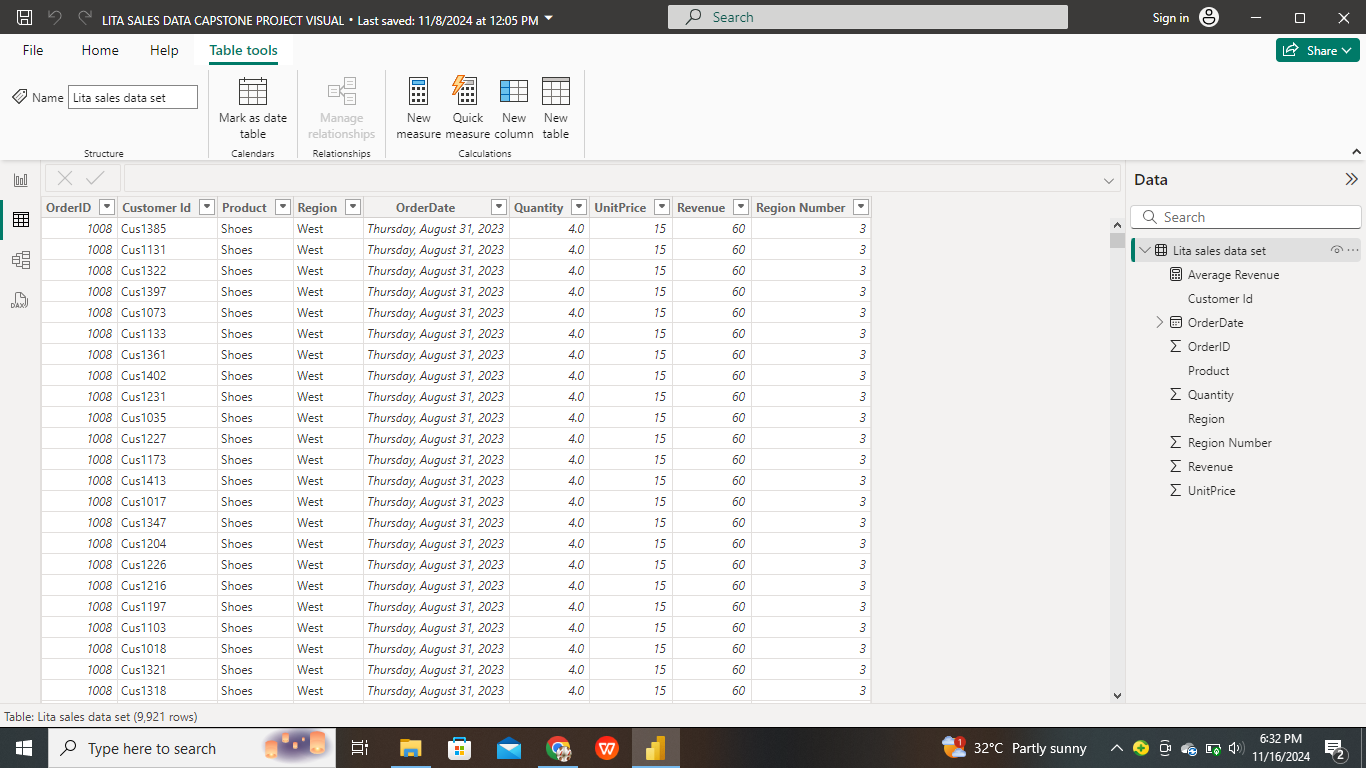 LITA SALES DATA CAPSTONE PROJECT VISUAL • Last saved: 11/8/2024 at 12:05 PM
Search
Sign in
File Home Help Table tools
Share
Name Lita sales data set
Mark as date table
Manage relationships
New measure
Quick measure
New column
New table
Structure Calendars Relationships Calculations
OrderID Customer Id Product Region OrderDate Quantity UnitPrice Revenue Region Number
1008 Cus1385 Shoes West Thursday, August 31, 2023 4.0 15 60 3
1008 Cus1131 Shoes West Thursday, August 31, 2023 4.0 15 60 3
1008 Cus1322 Shoes West Thursday, August 31, 2023 4.0 15 60 3
1008 Cus1397 Shoes West Thursday, August 31, 2023 4.0 15 60 3
1008 Cus1073 Shoes West Thursday, August 31, 2023 4.0 15 60 3
1008 Cus1133 Shoes West Thursday, August 31, 2023 4.0 15 60 3
1008 Cus1361 Shoes West Thursday, August 31, 2023 4.0 15 60 3
1008 Cus1402 Shoes West Thursday, August 31, 2023 4.0 15 60 3
1008 Cus1231 Shoes West Thursday, August 31, 2023 4.0 15 60 3
1008 Cus1035 Shoes West Thursday, August 31, 2023 4.0 15 60 3
1008 Cus1227 Shoes West Thursday, August 31, 2023 4.0 15 60 3
1008 Cus1173 Shoes West Thursday, August 31, 2023 4.0 15 60 3
1008 Cus1413 Shoes West Thursday, August 31, 2023 4.0 15 60 3
1008 Cus1017 Shoes West Thursday, August 31, 2023 4.0 15 60 3
1008 Cus1347 Shoes West Thursday, August 31, 2023 4.0 15 60 3
1008 Cus1204 Shoes West Thursday, August 31, 2023 4.0 15 60 3
1008 Cus1226 Shoes West Thursday, August 31, 2023 4.0 15 60 3
1008 Cus1216 Shoes West Thursday, August 31, 2023 4.0 15 60 3
1008 Cus1197 Shoes West Thursday, August 31, 2023 4.0 15 60 3
1008 Cus1103 Shoes West Thursday, August 31, 2023 4.0 15 60 3
1008 Cus1018 Shoes West Thursday, August 31, 2023 4.0 15 60 3
1008 Cus1321 Shoes West Thursday, August 31, 2023 4.0 15 60 3
1008 Cus1318 Shoes West Thursday, August 31, 2023 4.0 15 60 3
Data
Search
Lita sales data set
Average Revenue
Customer Id
OrderDate
OrderID
Product
Quantity
Region
Region Number
Revenue
UnitPrice
DAX
Table: Lita sales data set (9,921 rows)
Type here to search
W
1
32°C Partly sunny
6:32 PM
11/16/2024
2